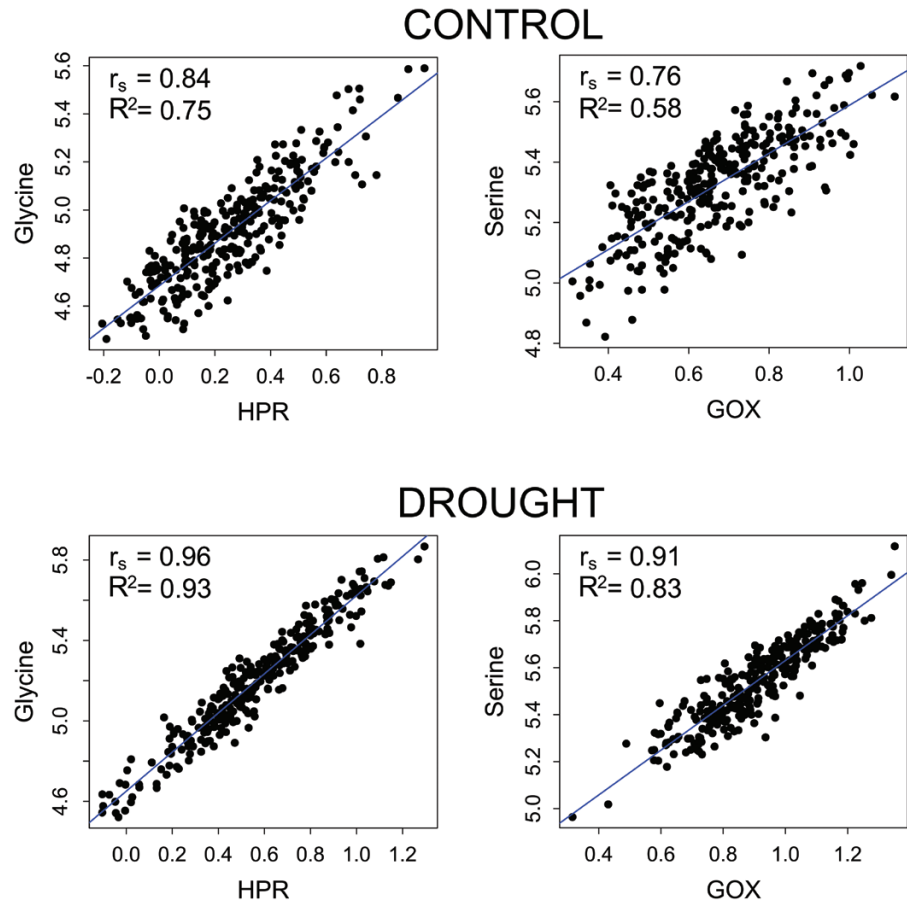 CONTROL
r_s = 0.84
R²= 0.75
Glycine
5.6
5.4
5.2
5.0
4.8
4.6
-0.2 0.0 0.2 0.4 0.6 0.8
HPR
r_s = 0.76
R²= 0.58
Serine
5.6
5.4
5.2
5.0
4.8
0.4 0.6 0.8 1.0
GOX
DROUGHT
r_s = 0.96
R²= 0.93
Glycine
5.8
5.4
5.0
4.6
0.0 0.2 0.4 0.6 0.8 1.0 1.2
HPR
r_s = 0.91
R²= 0.83
Serine
6.0
5.8
5.6
5.4
5.2
5.0
0.4 0.6 0.8 1.0 1.2
GOX